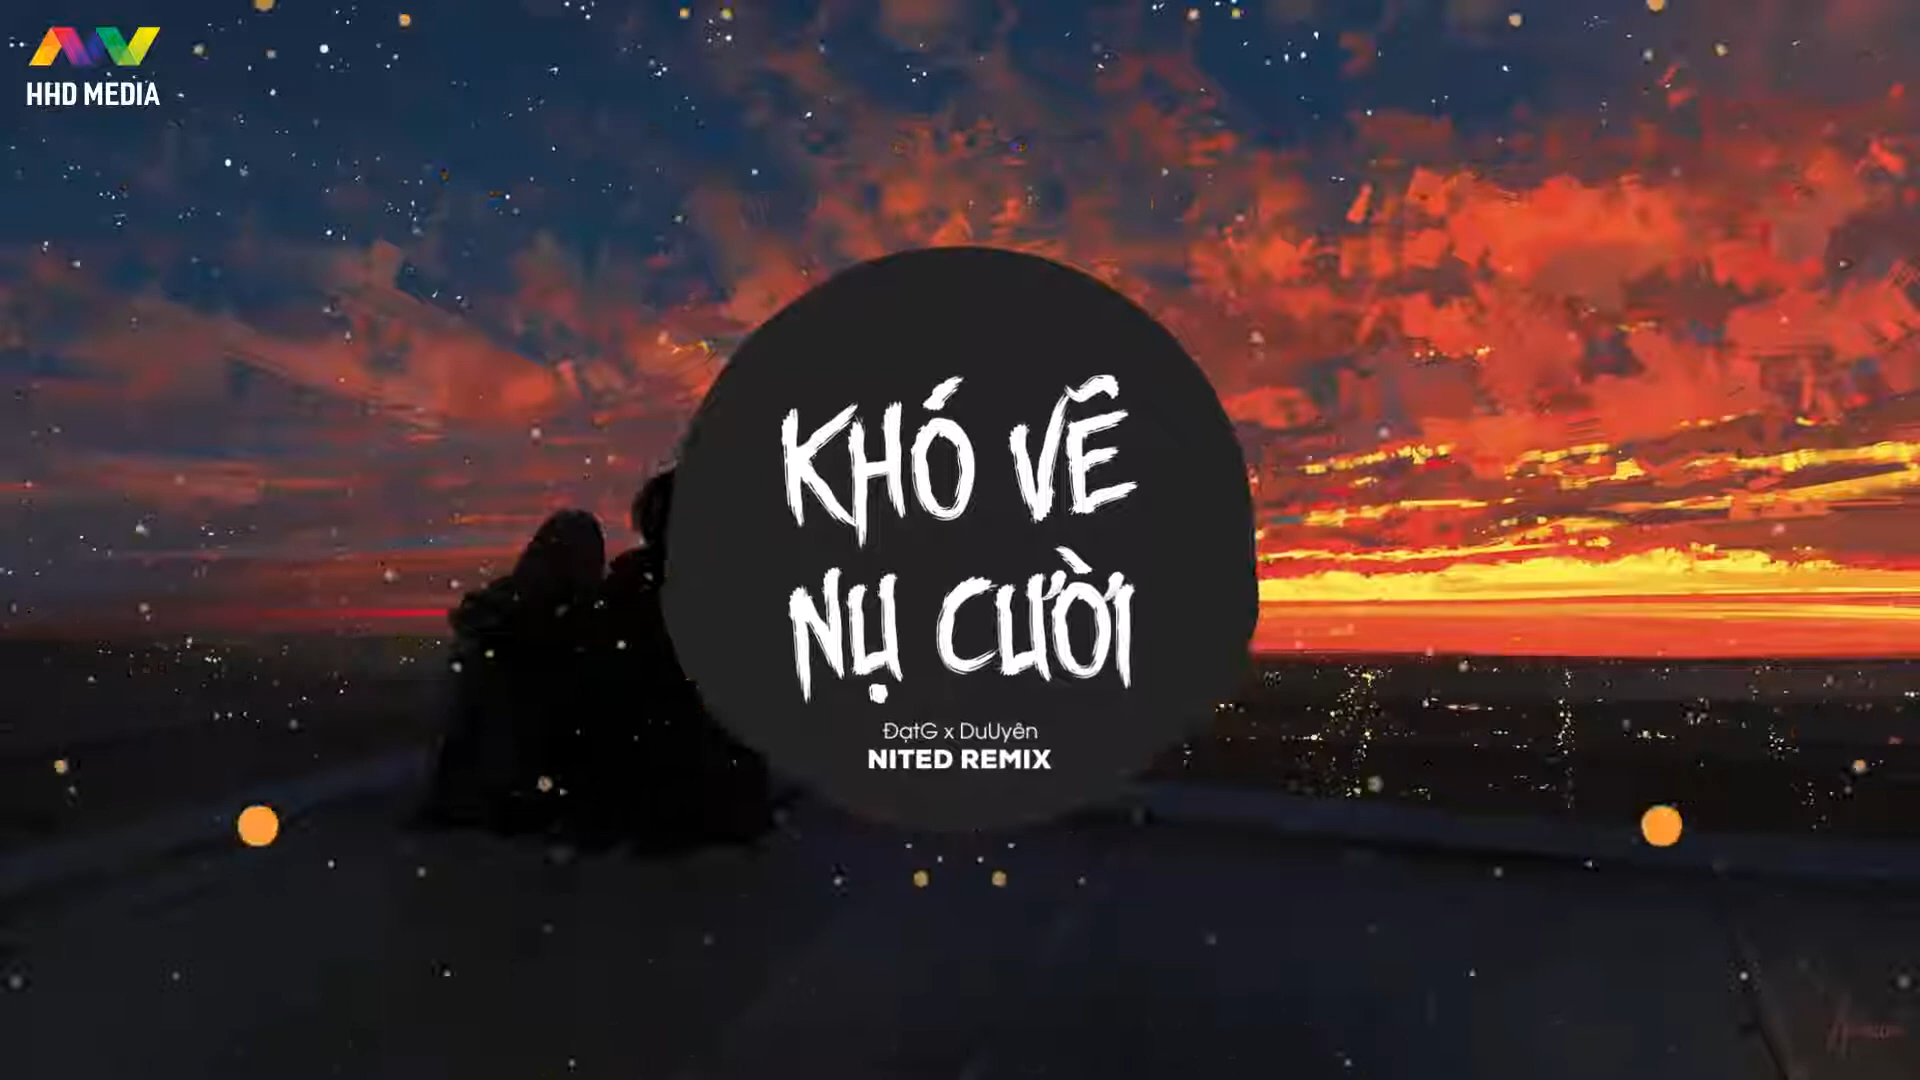 HHD MEDIA
KHÓ VẼ
NỤ CƯỜI
ĐạtG x DuUyên
NITED REMIX